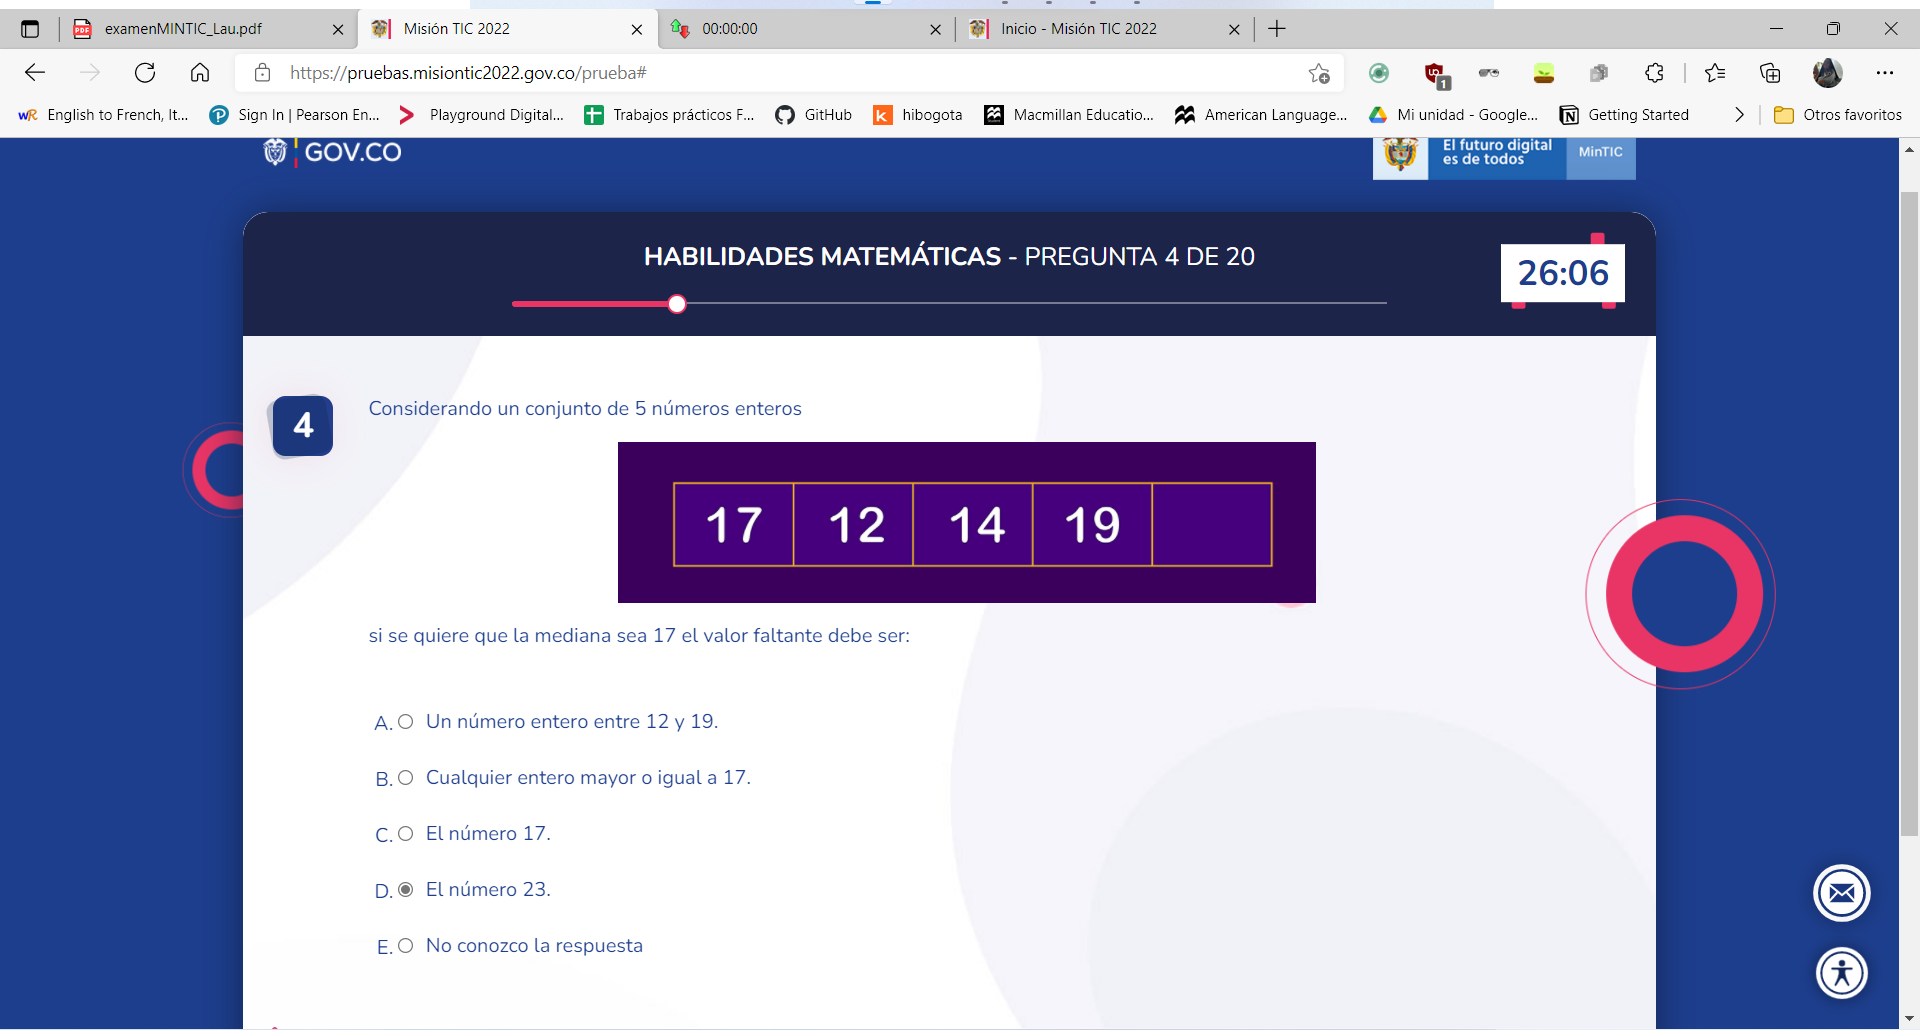 examenMINTIC_Lau.pdf
Misión TIC 2022
00:00:00
Inicio - Misión TIC 2022
https://pruebas.misiontic2022.gov.co/prueba#
1
English to French, It...
Sign In | Pearson En...
Playground Digital...
Trabajos prácticos F...
GitHub
hibogota
Macmillan Educatio...
American Language...
Mi unidad - Google...
Getting Started
Otros favoritos
GOV.CO
El futuro digital
es de todos
MinTIC
HABILIDADES MATEMÁTICAS - PREGUNTA 4 DE 20
26:06
4
Considerando un conjunto de 5 números enteros
17 12 14 19
si se quiere que la mediana sea 17 el valor faltante debe ser:
A. Un número entero entre 12 y 19.
B. Cualquier entero mayor o igual a 17.
C. El número 17.
D. El número 23.
E. No conozco la respuesta